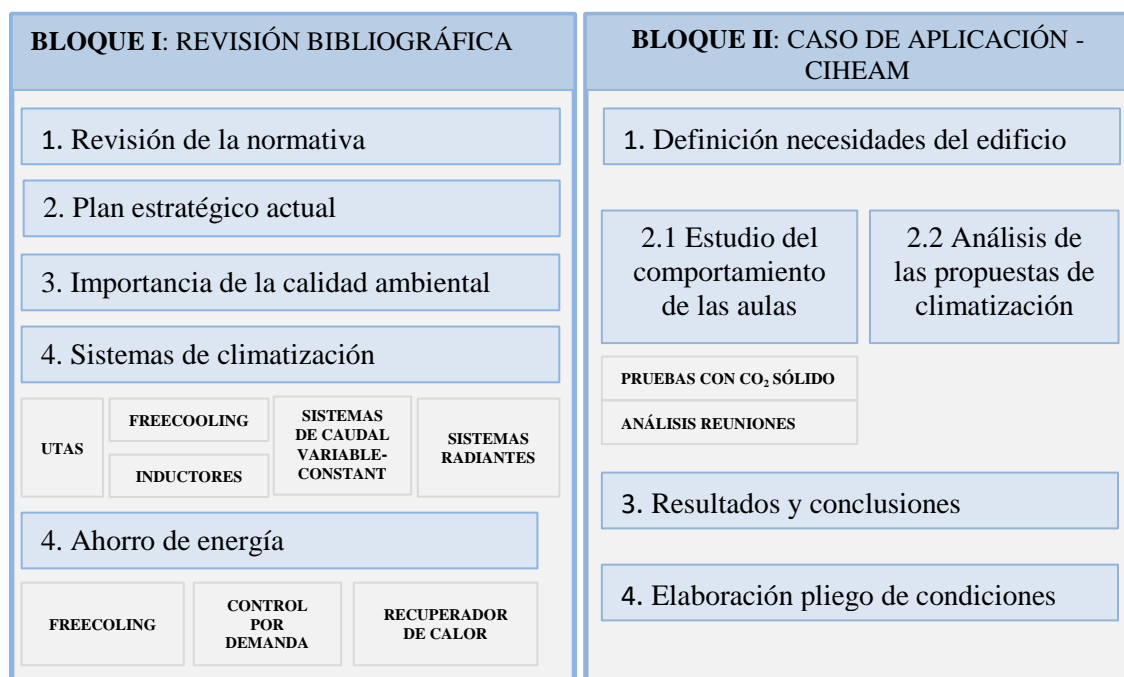 BLOQUE I: REVISIÓN BIBLIOGRÁFICA
1. Revisión de la normativa
2. Plan estratégico actual
3. Importancia de la calidad ambiental
4. Sistemas de climatización
UTAS
FREECOOLING
INDUCTORES
SISTEMAS
DE CAUDAL
VARIABLE-
CONSTANT
SISTEMAS
RADIANTES
4. Ahorro de energía
FREECOLING
CONTROL
POR
DEMANDA
RECUPERADOR
DE CALOR
BLOQUE II: CASO DE APLICACIÓN -
CIHEAM
1. Definición necesidades del edificio
2.1 Estudio del
comportamiento
de las aulas
2.2 Análisis de
las propuestas de
climatización
PRUEBAS CON CO₂ SÓLIDO
ANÁLISIS REUNIONES
3. Resultados y conclusiones
4. Elaboración pliego de condiciones